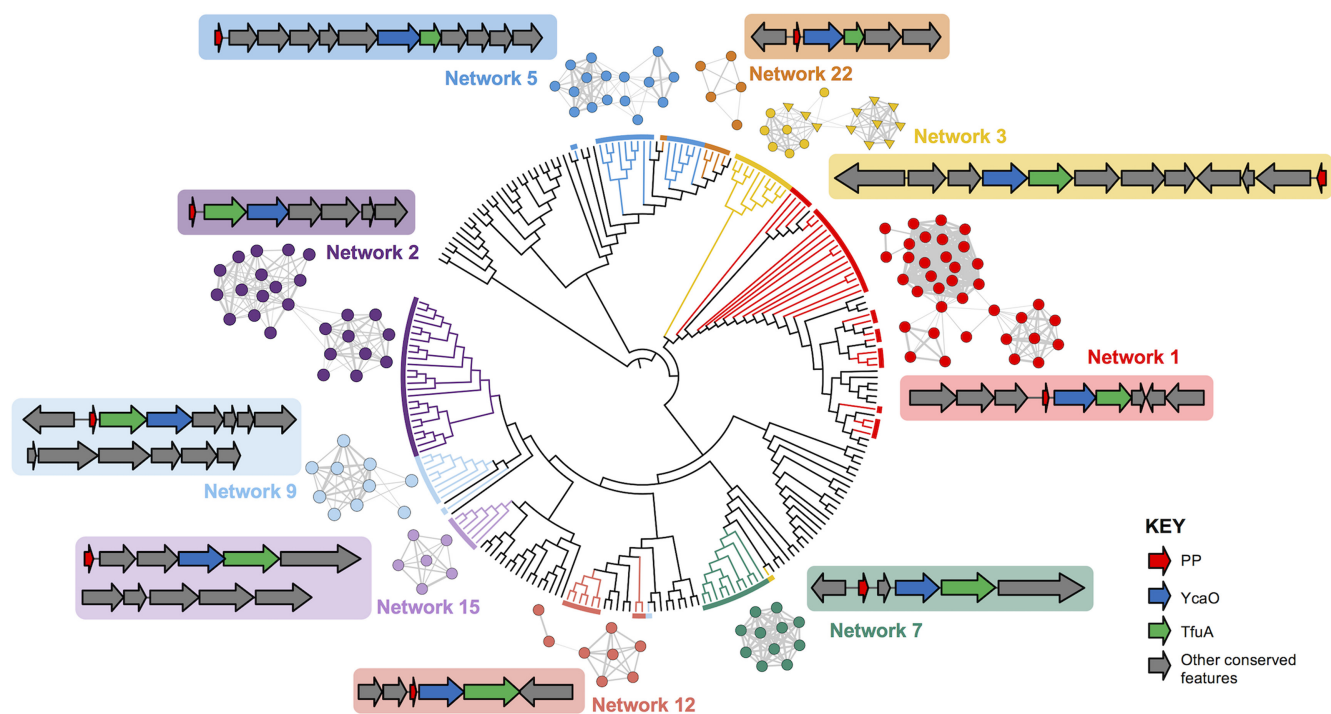 Network 5
Network 22
Network 3
Network 2
Network 1
Network 9
Network 15
Network 7
Network 12
KEY
PP
YcaO
TfuA
Other conserved
features